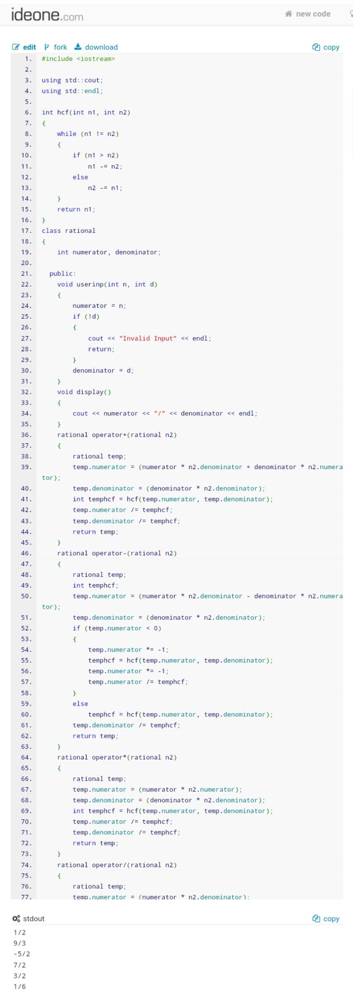 ideone.com new code
edit fork download copy
1. #include <iostream>
2.
3. using std::cout;
4. using std::endl;
5.
6. int hcf(int n1, int n2)
7. {
8.     while (n1 != n2)
9.     {
10.         if (n1 > n2)
11.             n1 -= n2;
12.         else
13.             n2 -= n1;
14.     }
15.     return n1;
16. }
17. class rational
18. {
19.     int numerator, denominator;
20.
21.   public:
22.     void userinp(int n, int d)
23.     {
24.         numerator = n;
25.         if (!d)
26.         {
27.             cout << "Invalid Input" << endl;
28.             return;
29.         }
30.         denominator = d;
31.     }
32.     void display()
33.     {
34.         cout << numerator << "/" << denominator << endl;
35.     }
36.     rational operator+(rational n2)
37.     {
38.         rational temp;
39.         temp.numerator = (numerator * n2.denominator + denominator * n2.numera
tor);
40.         temp.denominator = (denominator * n2.denominator);
41.         int temphcf = hcf(temp.numerator, temp.denominator);
42.         temp.numerator /= temphcf;
43.         temp.denominator /= temphcf;
44.         return temp;
45.     }
46.     rational operator-(rational n2)
47.     {
48.         rational temp;
49.         int temphcf;
50.         temp.numerator = (numerator * n2.denominator - denominator * n2.numera
tor);
51.         temp.denominator = (denominator * n2.denominator);
52.         if (temp.numerator < 0)
53.         {
54.             temp.numerator *= -1;
55.             temphcf = hcf(temp.numerator, temp.denominator);
56.             temp.numerator *= -1;
57.             temp.numerator /= temphcf;
58.         }
59.         else
60.             temphcf = hcf(temp.numerator, temp.denominator);
61.         temp.denominator /= temphcf;
62.         return temp;
63.     }
64.     rational operator*(rational n2)
65.     {
66.         rational temp;
67.         temp.numerator = (numerator * n2.numerator);
68.         temp.denominator = (denominator * n2.denominator);
69.         int temphcf = hcf(temp.numerator, temp.denominator);
70.         temp.numerator /= temphcf;
71.         temp.denominator /= temphcf;
72.         return temp;
73.     }
74.     rational operator/(rational n2)
75.     {
76.         rational temp;
77.         temp.numerator = (numerator * n2.denominator);
stdout copy
1/2
9/3
-5/2
7/2
3/2
1/6